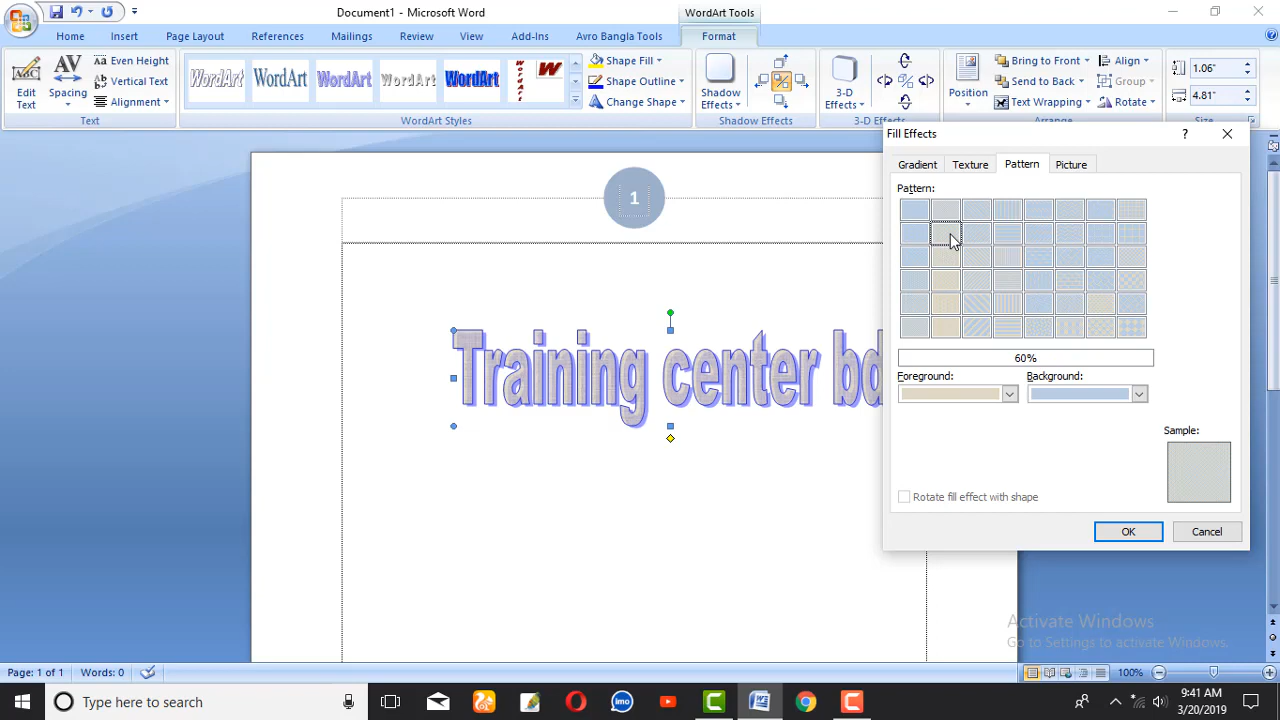 Document1 - Microsoft Word
WordArt Tools
Home Insert Page Layout References Mailings Review View Add-Ins Avro Bangla Tools Format
Edit Text
WordArt Spacing
Even Height
Vertical Text
Alignment
Text
WordArt WordArt WordArt WordArt WordArt
WordArt Styles
Shape Fill
Shape Outline
Change Shape
Shadow Effects
Shadow Effects
3-D Effects
3-D Effects
Position
Bring to Front
Send to Back
Text Wrapping
Align
Group
Rotate
Arrange
1.06"
4.81"
Size
1
Training center bd
Fill Effects
?
Gradient Texture Pattern Picture
Pattern:
60%
Foreground: Background:
Sample:
Rotate fill effect with shape
OK Cancel
Activate Windows
Go to Settings to activate Windows.
Page: 1 of 1 Words: 0 100%
Type here to search
9:41 AM
3/20/2019